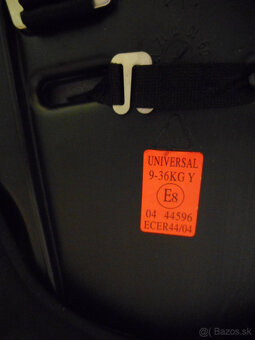 UNIVERSAL
9-36KG Y
E8
04 44596
ECER44/04
© Bazos.sk